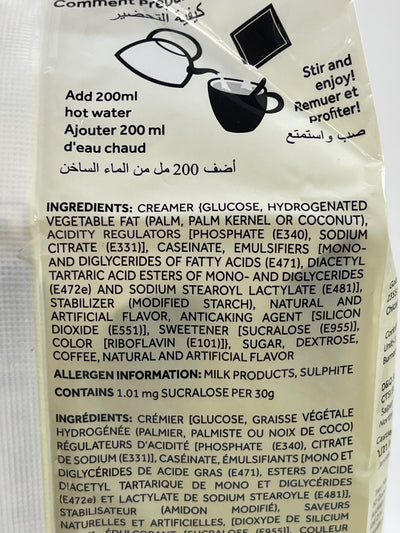 Comment
كيفية التحضير
Stir and
enjoy!
Remuer et
Profiter!
صب واستمتع
Add 200ml
hot water
Ajouter 200 ml
d'eau chaud
أضف 200 مل من الماء الساخن
INGREDIENTS: CREAMER {GLUCOSE, HYDROGENATED
VEGETABLE FAT (PALM, PALM KERNEL OR COCONUT),
ACIDITY REGULATORS [PHOSPHATE (E340), SODIUM
CITRATE (E331)], CASEINATE, EMULSIFIERS [MONO-
AND DIGLYCERIDES OF FATTY ACIDS (E471), DIACETYL
TARTARIC ACID ESTERS OF MONO- AND DIGLYCERIDES
(E472e) AND SODIUM STEAROYL LACTYLATE (E481)],
STABILIZER (MODIFIED STARCH), NATURAL AND
ARTIFICIAL FLAVOR, ANTICAKING AGENT [SILICON
DIOXIDE (E551)], SWEETENER [SUCRALOSE (E955)],
COLOR [RIBOFLAVIN (E101)]}, SUGAR, DEXTROSE,
COFFEE, NATURAL AND ARTIFICIAL FLAVOR
ALLERGEN INFORMATION: MILK PRODUCTS, SULPHITE
CONTAINS 1.01 mg SUCRALOSE PER 30g
INGRÉDIENTS: CRÉMIER [GLUCOSE, GRAISSE VÉGÉTALE
HYDROGÉNÉE (PALMIER, PALMISTE OU NOIX DE COCO)
RÉGULATEURS D'ACIDITÉ [PHOSPHATE (E340), CITRATE
DE SODIUM (E331)], CASÉINATE, ÉMULSIFIANTS [MONO ET
DIGLYCÉRIDES DE ACIDE GRAS (E471), ESTERS D'ACIDE
DIACETYL TARTARIQUE DE MONO ET DIGLYCÉRIDES
(E472e) ET LACTYLATE DE SODIUM STEAROYLE (E481)],
STABILISATEUR (AMIDON MODIFIÉ), SAVEURS
NATURELLES ET ARTIFICIELLES, [DIOXYDE DE SILICIUM
ÉDULCORANT [SUCRALOSE (E955)], COULEUR